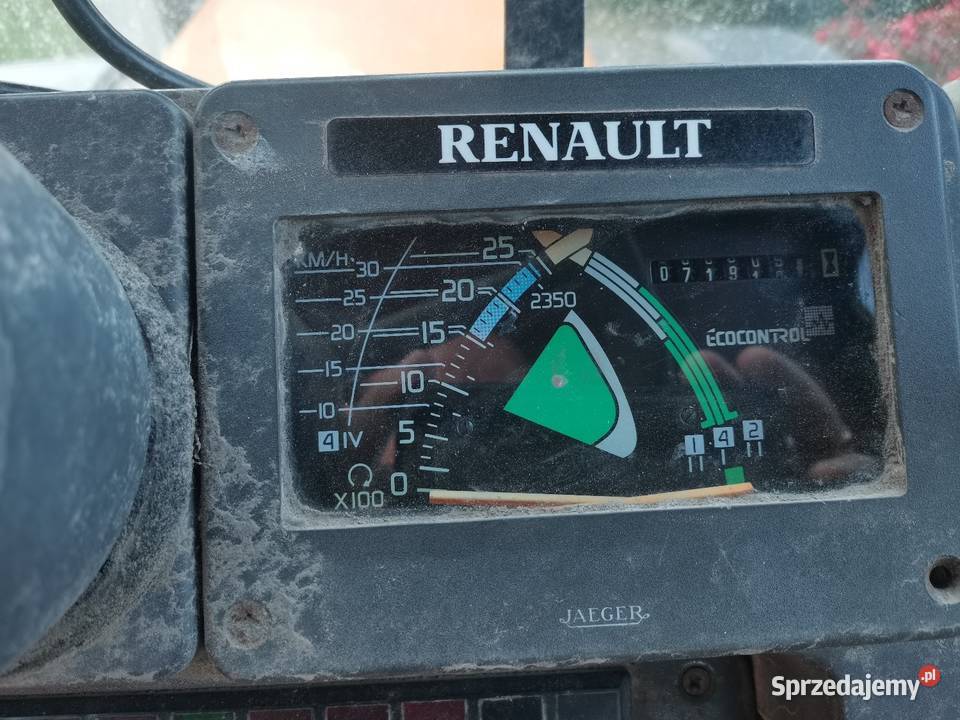 RENAULT
KM/H
30
25
25
20
2350
20
15
15
10
10
5
4 IV
X100 0
ÉCOCONTROL
1 4 2
JAEGER
Sprzedajemy.pl